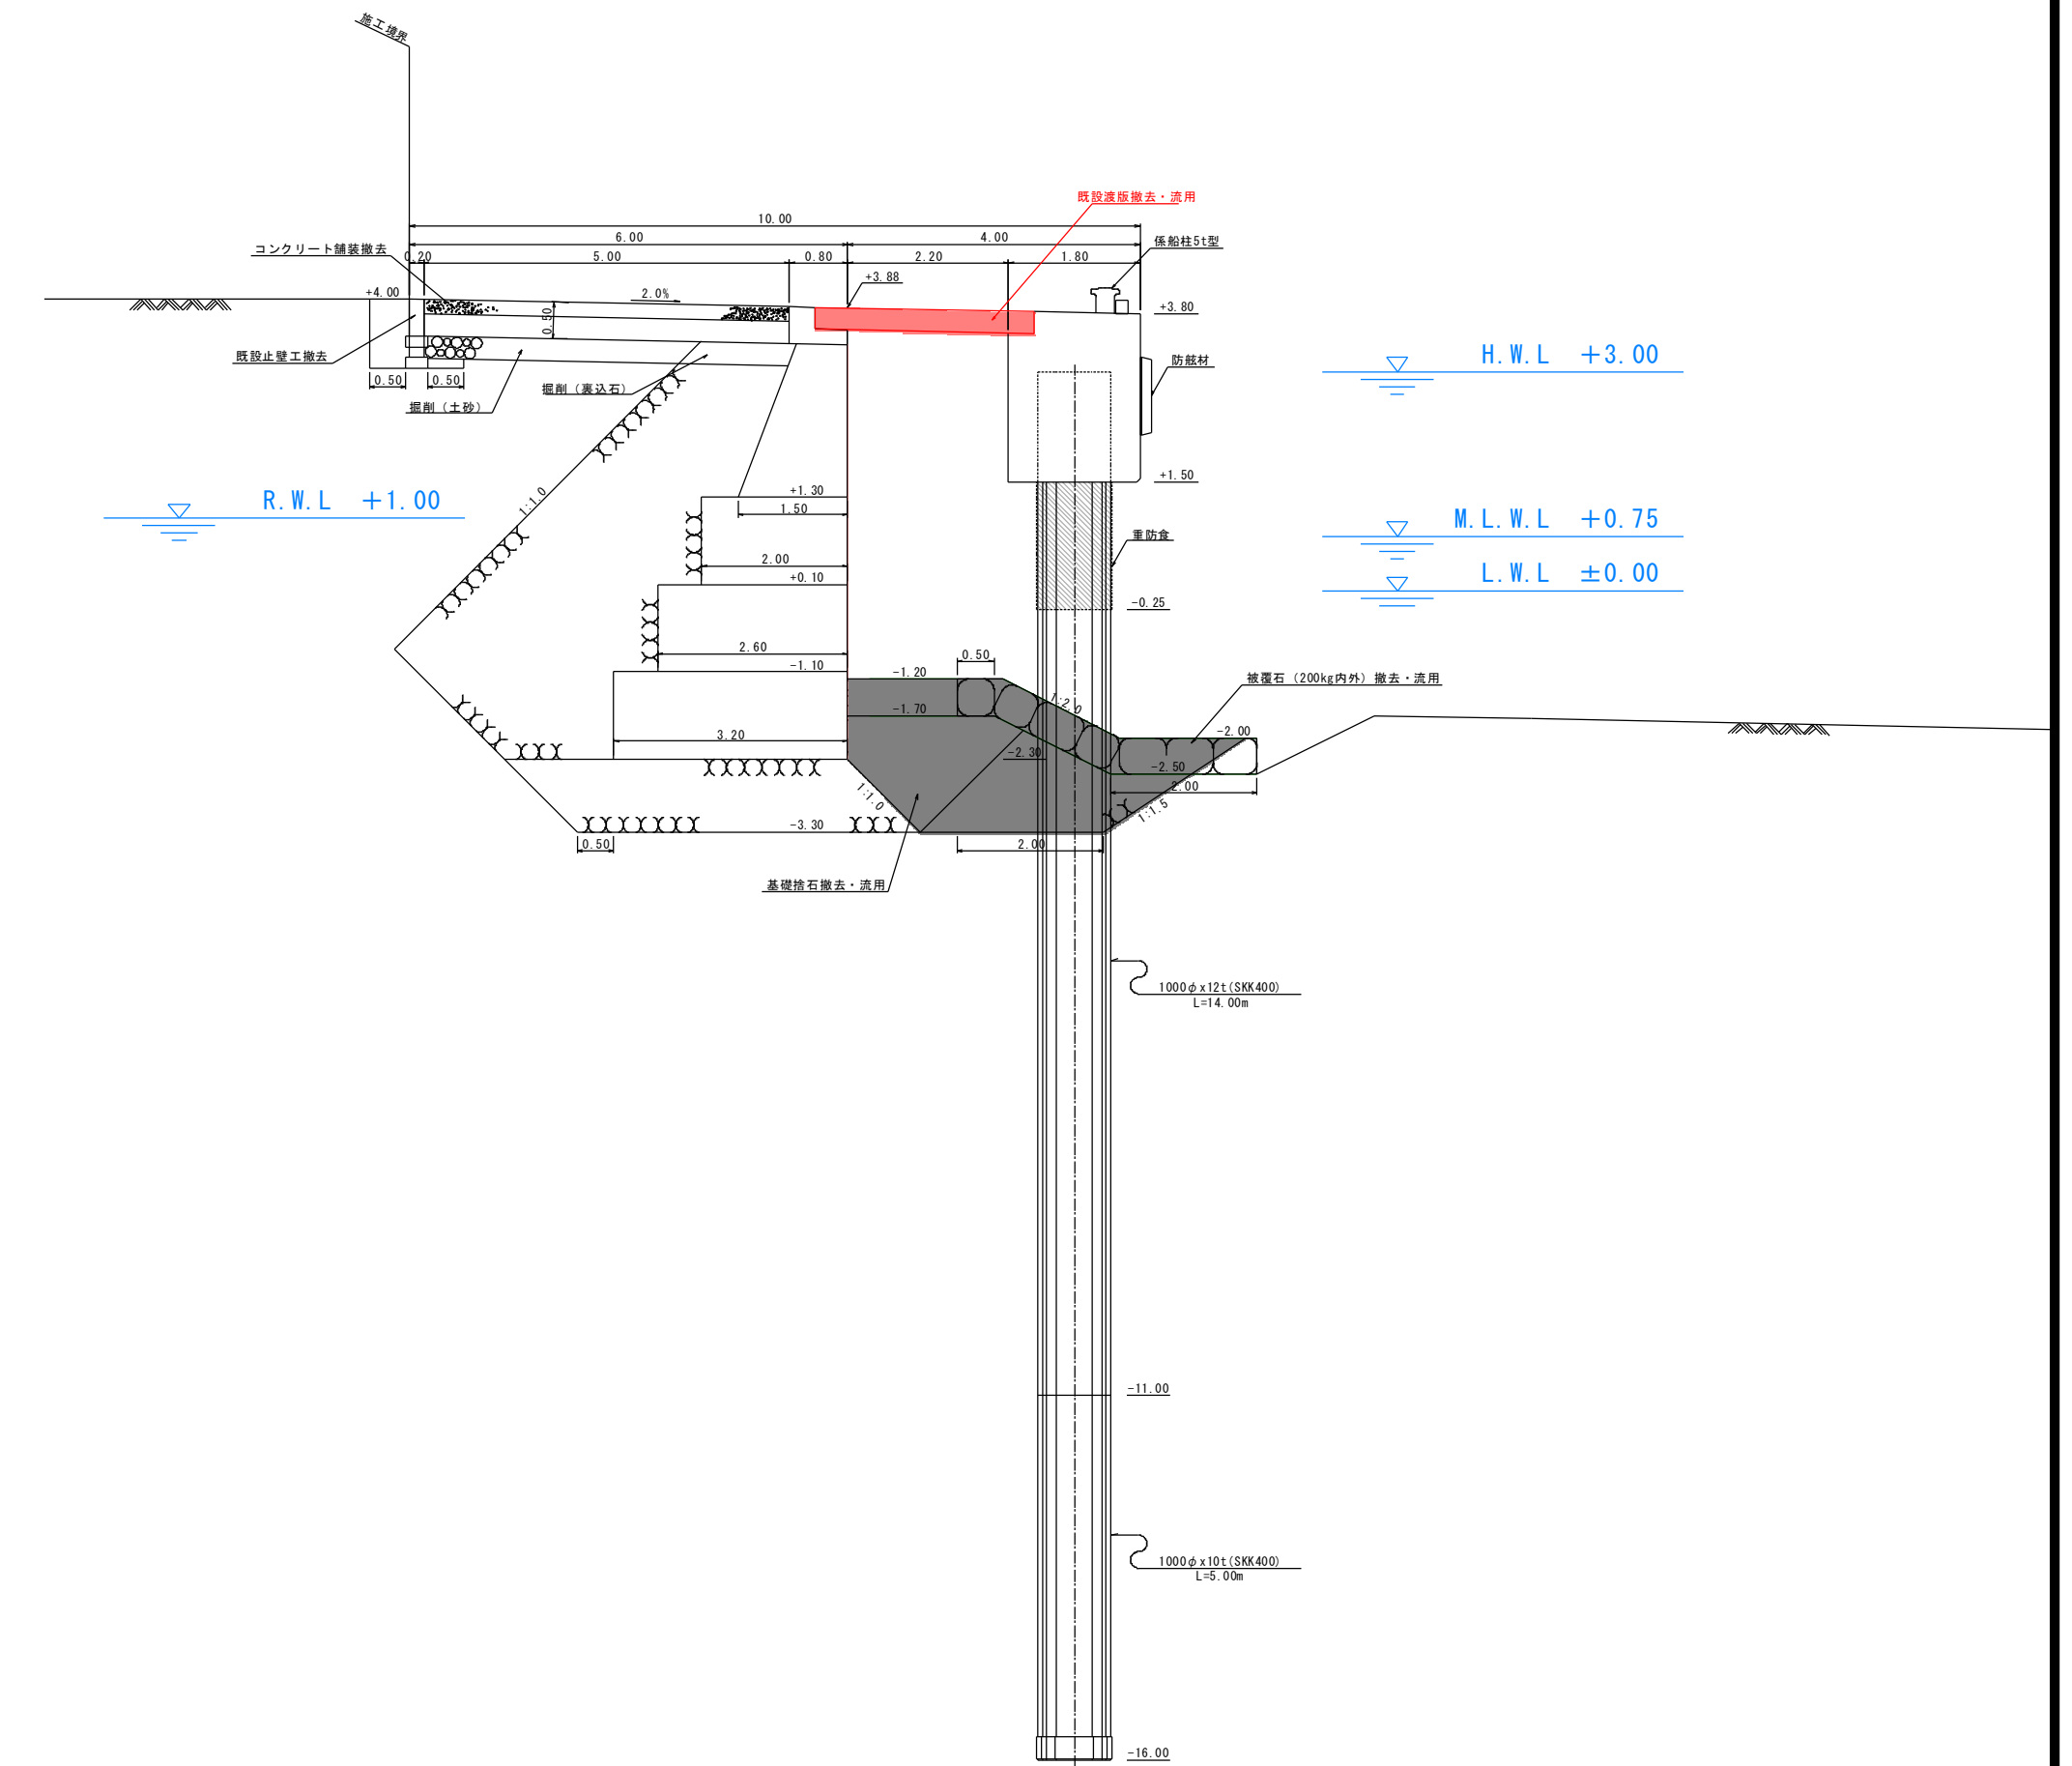 施工境界
既設渡版撤去・流用
10.00
6.00
4.00
コンクリート舗装撤去
係船柱5t型
0.20
5.00
0.80
2.20
1.80
+3.88
+4.00
2.0%
+3.80
0.50
既設止壁工撤去
防舷材
H.W.L +3.00
0.50
0.50
掘削（裏込石）
掘削（土砂）
+1.50
R.W.L +1.00
1:1.0
+1.30
1.50
M.L.W.L +0.75
重防食
2.00
+0.10
L.W.L ±0.00
-0.25
2.60
0.50
-1.10
-1.20
被覆石（200kg内外）撤去・流用
1:2.0
-1.70
-2.00
3.20
-2.30
-2.50
2.00
1:1.0
1:1.5
-3.30
0.50
2.00
基礎捨石撤去・流用
1000φx12t(SKK400)
L=14.00m
-11.00
1000φx10t(SKK400)
L=5.00m
-16.00